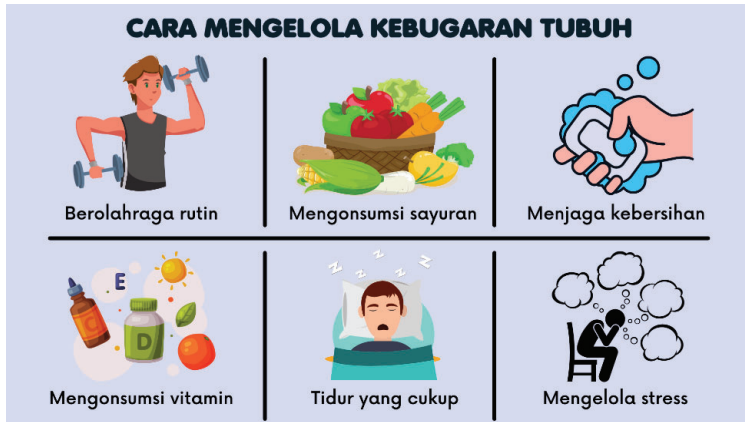 CARA MENGELOLA KEBUGARAN TUBUH
Berolahraga rutin
Mengonsumsi sayuran
Menjaga kebersihan
E
C
D
z z z z
Mengonsumsi vitamin
Tidur yang cukup
Mengelola stress